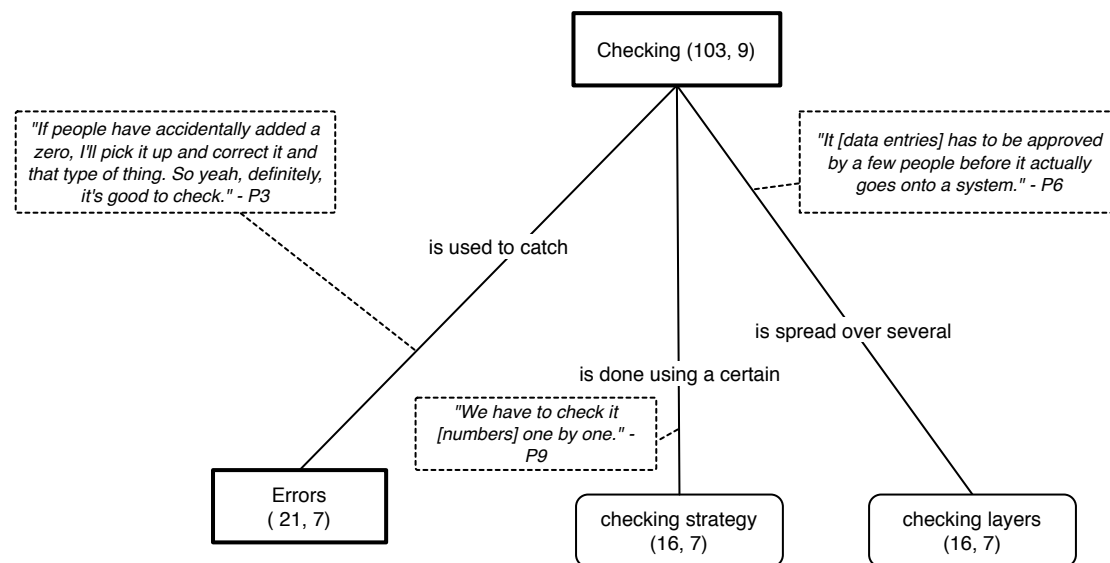 Checking (103, 9)
"If people have accidentally added a
zero, I'll pick it up and correct it and
that type of thing. So yeah, definitely,
it's good to check." - P3
"It [data entries] has to be approved
by a few people before it actually
goes onto a system." - P6
is used to catch
is spread over several
is done using a certain
"We have to check it
[numbers] one by one." -
P9
Errors
( 21, 7)
checking strategy
(16, 7)
checking layers
(16, 7)